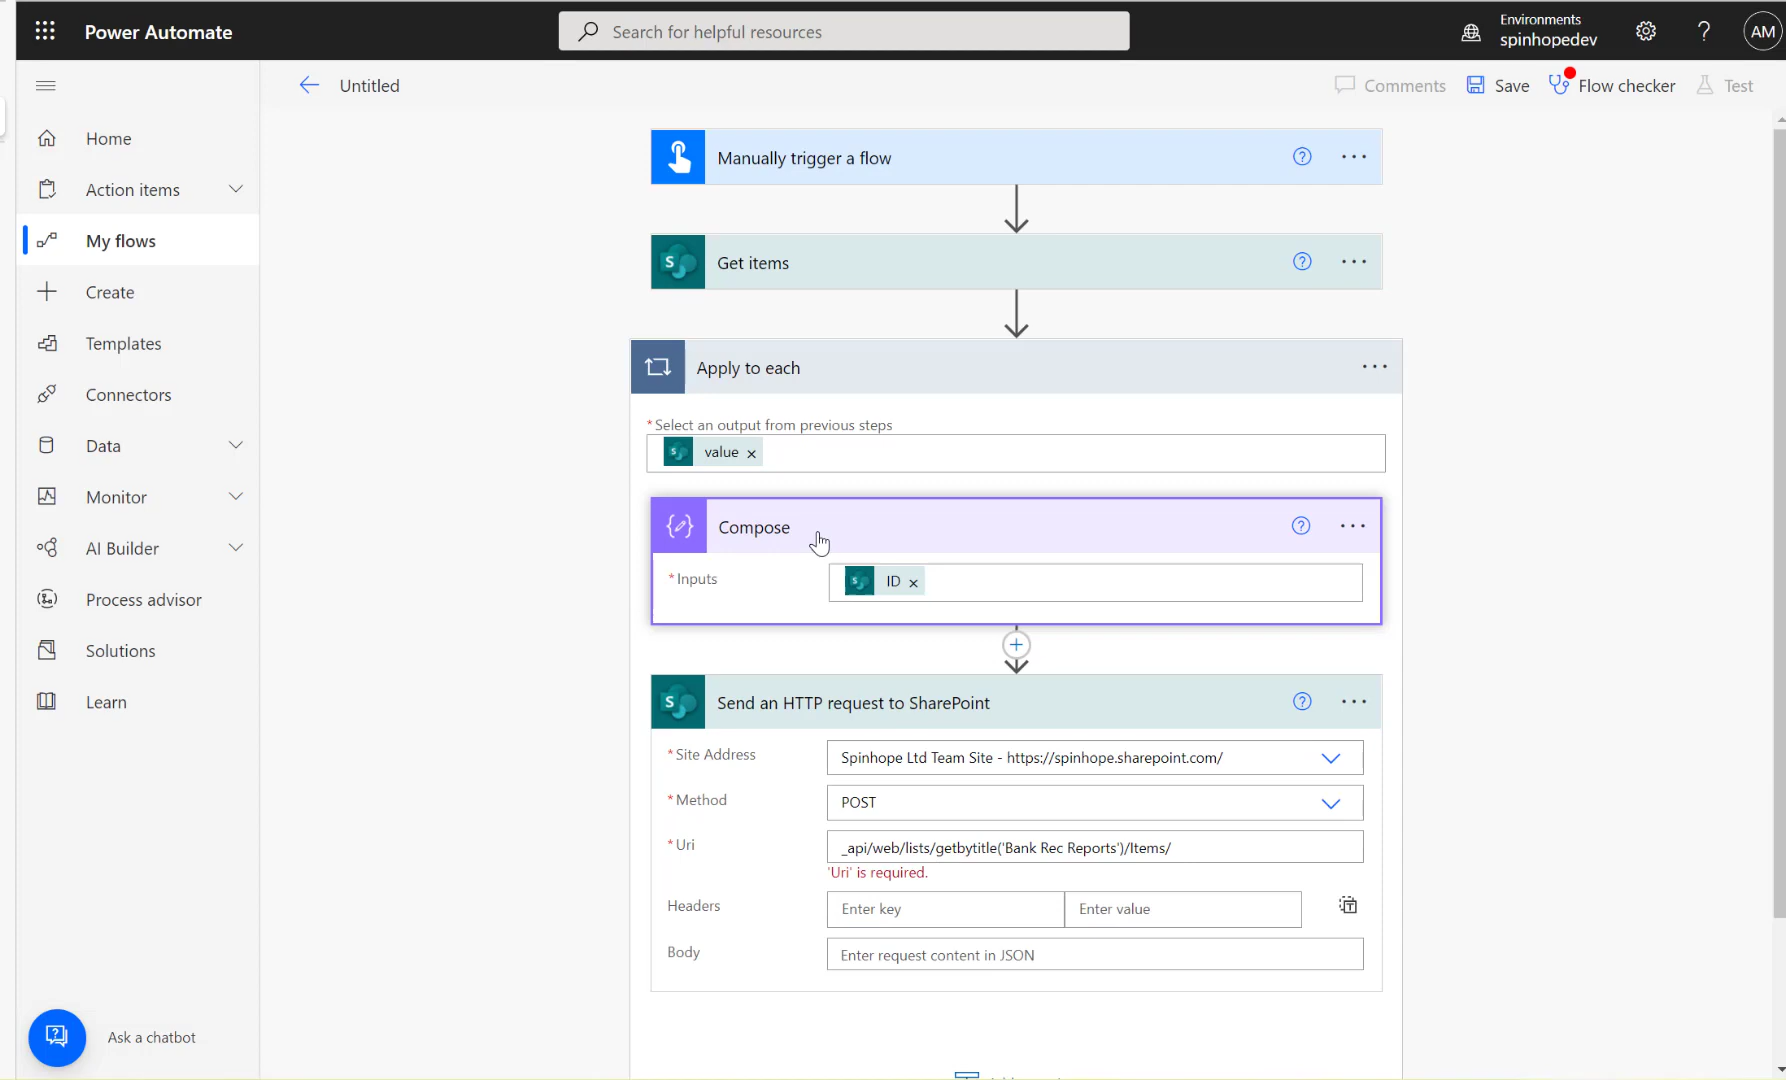 Power Automate
Search for helpful resources
Environments
spinhopedev
?
AM
Untitled
Comments
Save
Flow checker
Test
Home
Action items
My flows
Create
Templates
Connectors
Data
Monitor
AI Builder
Process advisor
Solutions
Learn
Ask a chatbot
Manually trigger a flow
Get items
Apply to each
* Select an output from previous steps
value ×
Compose
* Inputs
ID ×
Send an HTTP request to SharePoint
* Site Address
Spinhope Ltd Team Site - https://spinhope.sharepoint.com/
* Method
POST
* Uri
_api/web/lists/getbytitle('Bank Rec Reports')/Items/
'Uri' is required.
Headers
Enter key
Enter value
Body
Enter request content in JSON